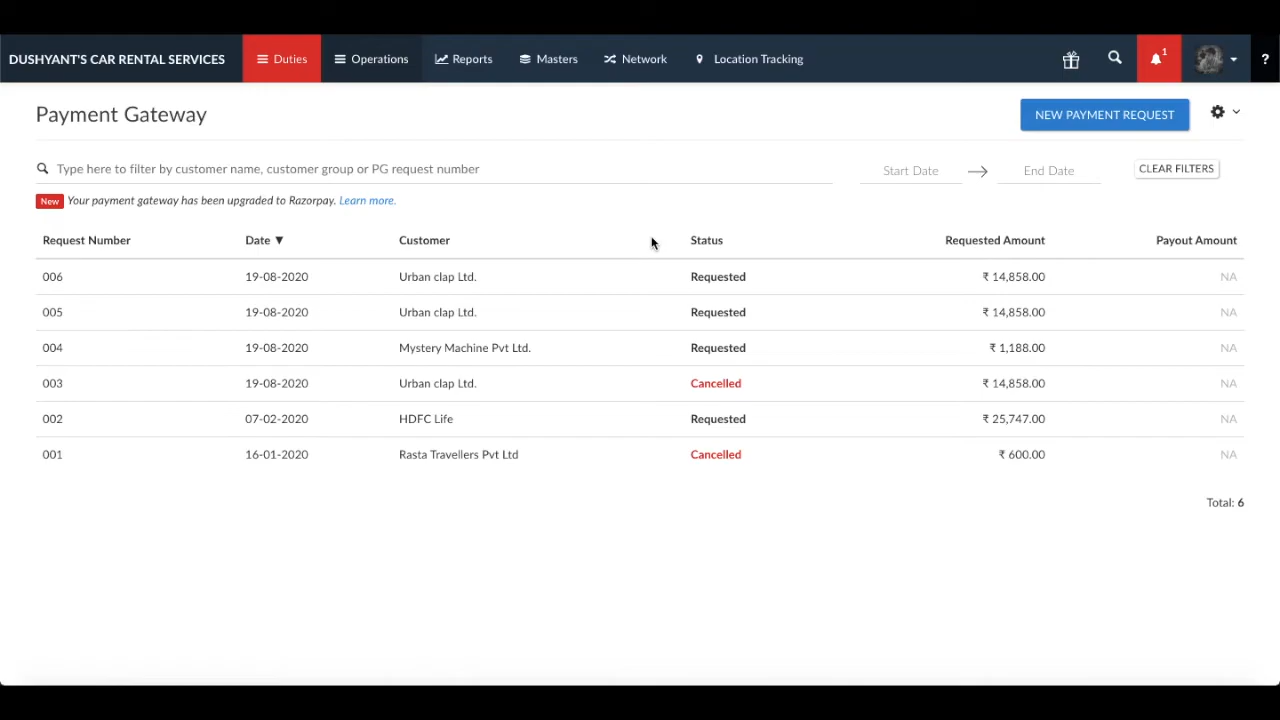 DUSHYANT'S CAR RENTAL SERVICES Duties Operations Reports Masters Network Location Tracking 1 ?
Payment Gateway NEW PAYMENT REQUEST
Type here to filter by customer name, customer group or PG request number Start Date End Date CLEAR FILTERS
New Your payment gateway has been upgraded to Razorpay. Learn more.
Request Number Date ▼ Customer Status Requested Amount Payout Amount
006 19-08-2020 Urban clap Ltd. Requested ₹ 14,858.00 NA
005 19-08-2020 Urban clap Ltd. Requested ₹ 14,858.00 NA
004 19-08-2020 Mystery Machine Pvt Ltd. Requested ₹ 1,188.00 NA
003 19-08-2020 Urban clap Ltd. Cancelled ₹ 14,858.00 NA
002 07-02-2020 HDFC Life Requested ₹ 25,747.00 NA
001 16-01-2020 Rasta Travellers Pvt Ltd Cancelled ₹ 600.00 NA
Total: 6